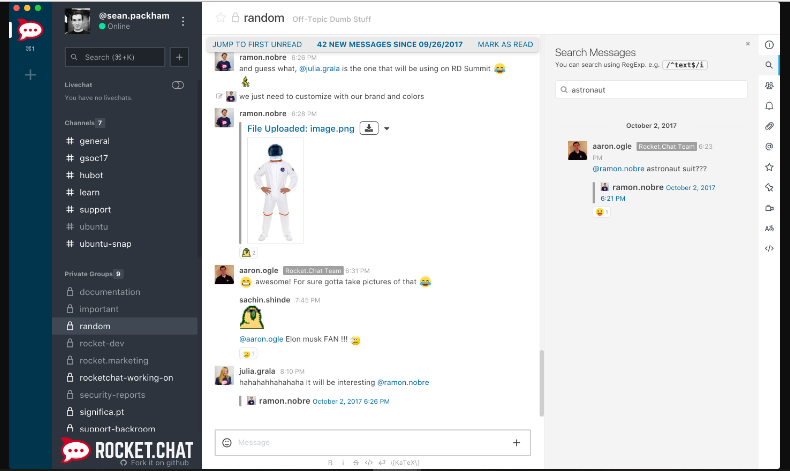 ⌘1
@sean.packham
Online
Search (⌘+K)
Livechat
You have no livechats.
Channels 7
# general
# gsoc17
# hubot
# learn
# support
# ubuntu
# ubuntu-snap
Private Groups 9
documentation
important
random
rocket-dev
rocket.marketing
rocketchat-working-on
security-reports
significa.pt
support-backroom
ROCKET.CHAT
Fork it on github
random Off-Topic Dumb Stuff
JUMP TO FIRST UNREAD 42 NEW MESSAGES SINCE 09/26/2017 MARK AS READ
ramon.nobre 6:26 PM
and guess what, @julia.grala is the one that will be using on RD Summit
we just need to customize with our brand and colors
ramon.nobre 6:28 PM
File Uploaded: image.png
2
aaron.ogle Rocket.Chat Team 6:31 PM
awesome! For sure gotta take pictures of that
sachin.shinde 7:40 PM
@aaron.ogle Elon musk FAN !!!
1
julia.grala 8:10 PM
hahahahhahahaha It will be interesting @ramon.nobre
ramon.nobre October 2, 2017 6:26 PM
Message
B i S </> [KaTeX]
Search Messages
You can search using RegExp. e.g. /^text$/i
astronaut
October 2, 2017
aaron.ogle Rocket.Chat Team 6:23
PM
@ramon.nobre astronaut suit???
ramon.nobre October 2, 2017
6:21 PM
1